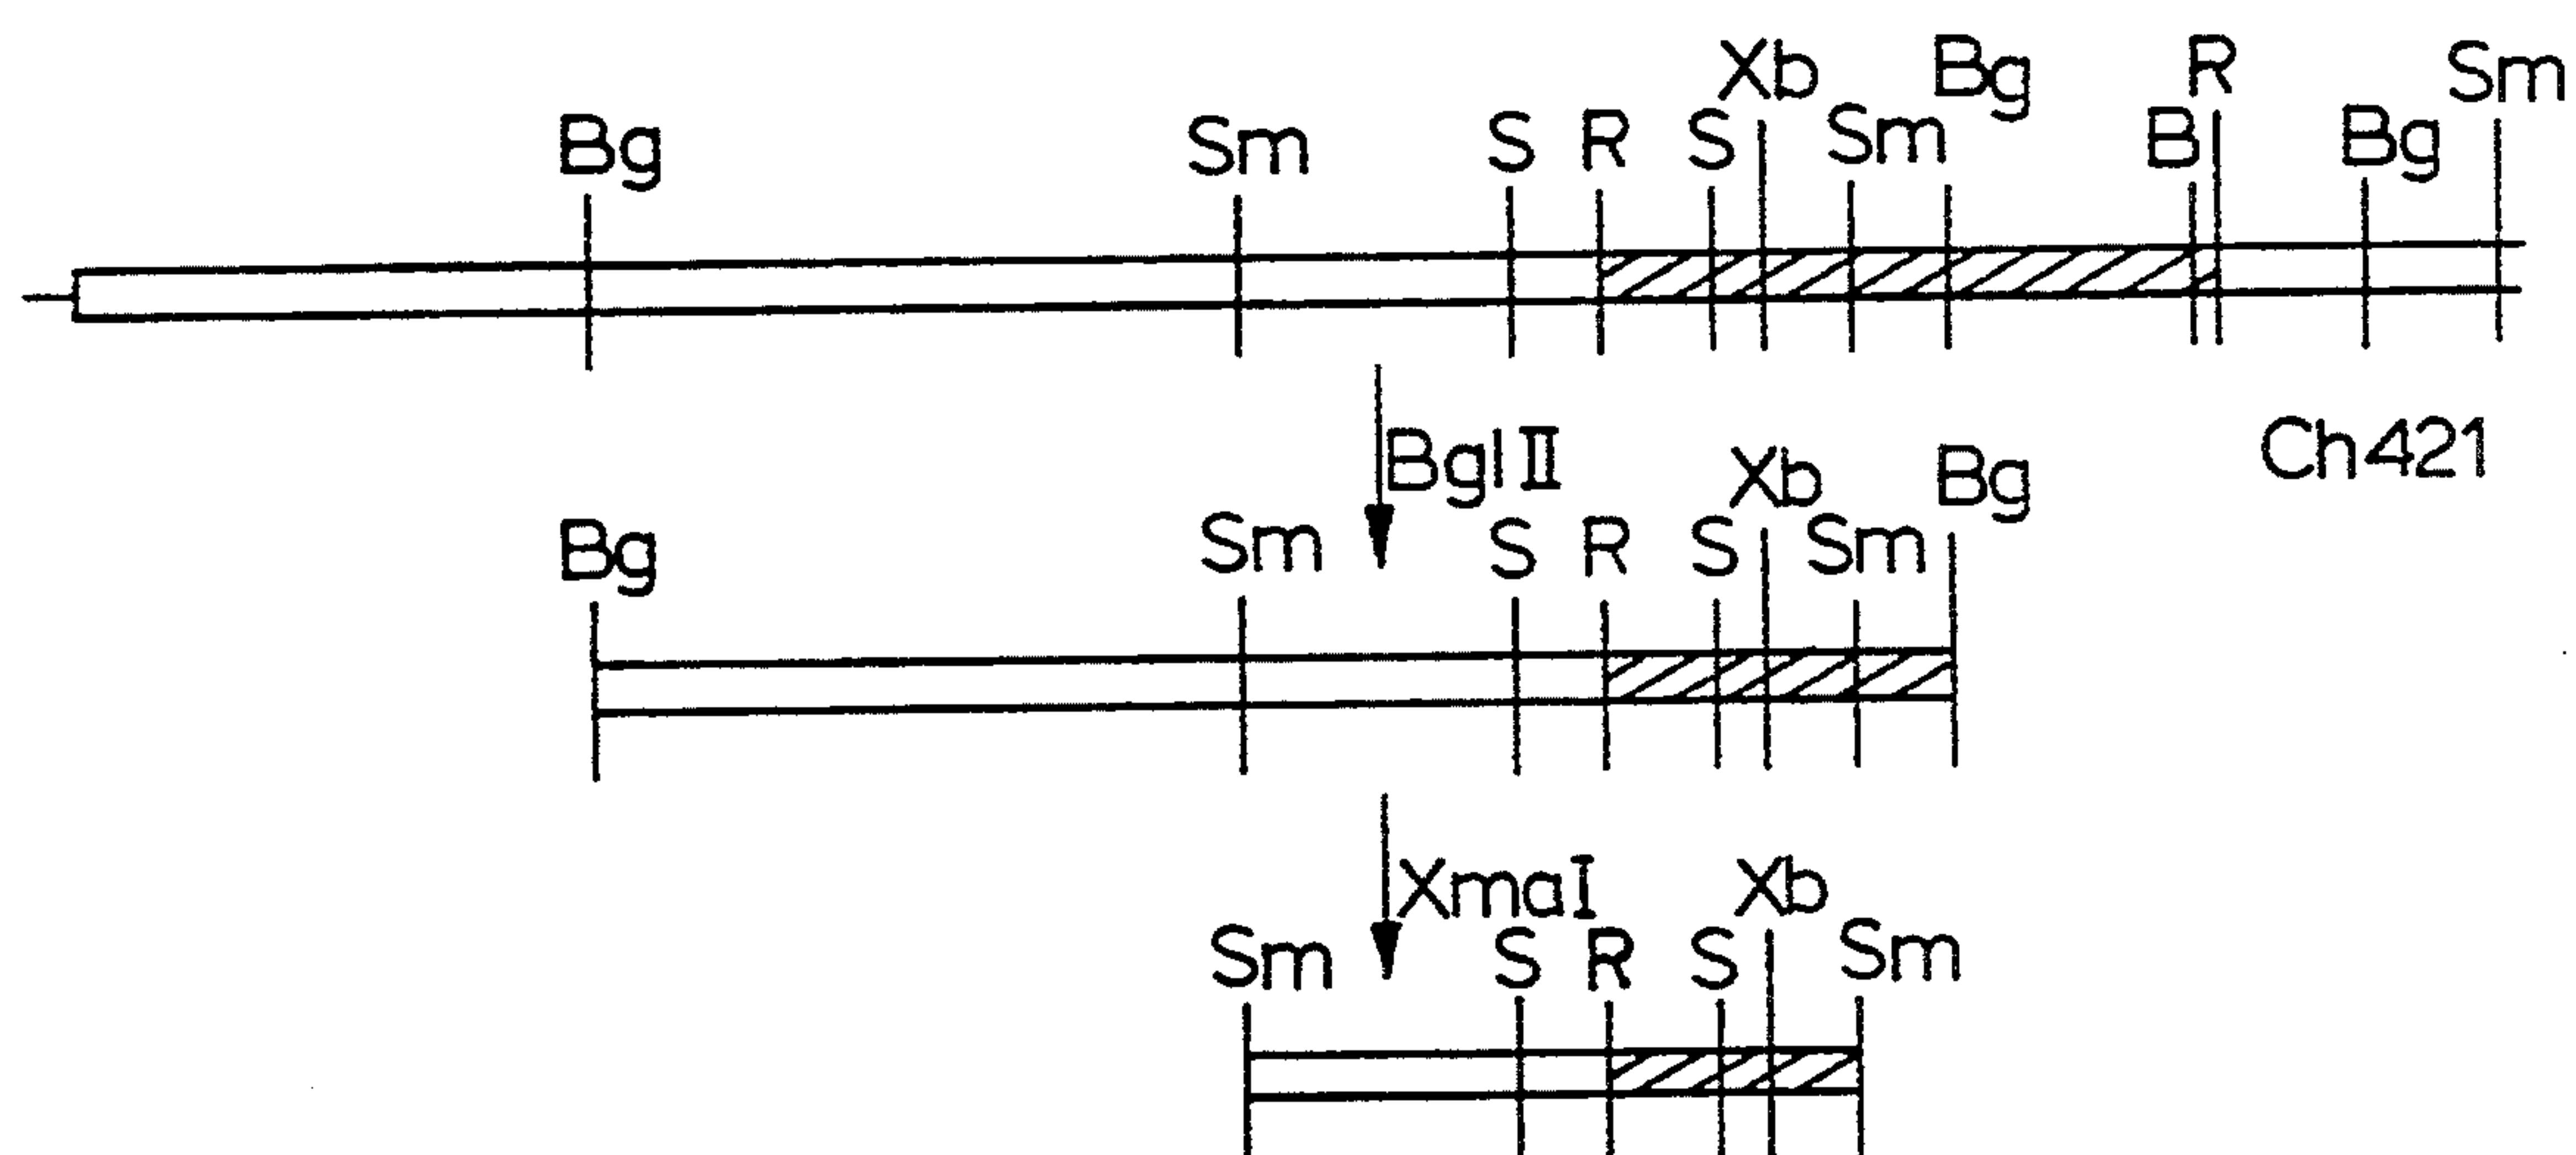 Xb Bg R Sm
Bg Sm S R S Sm B Bg
Ch421
BglII Xb Bg
Bg Sm S R S Sm
XmaI Xb
Sm S R S Sm